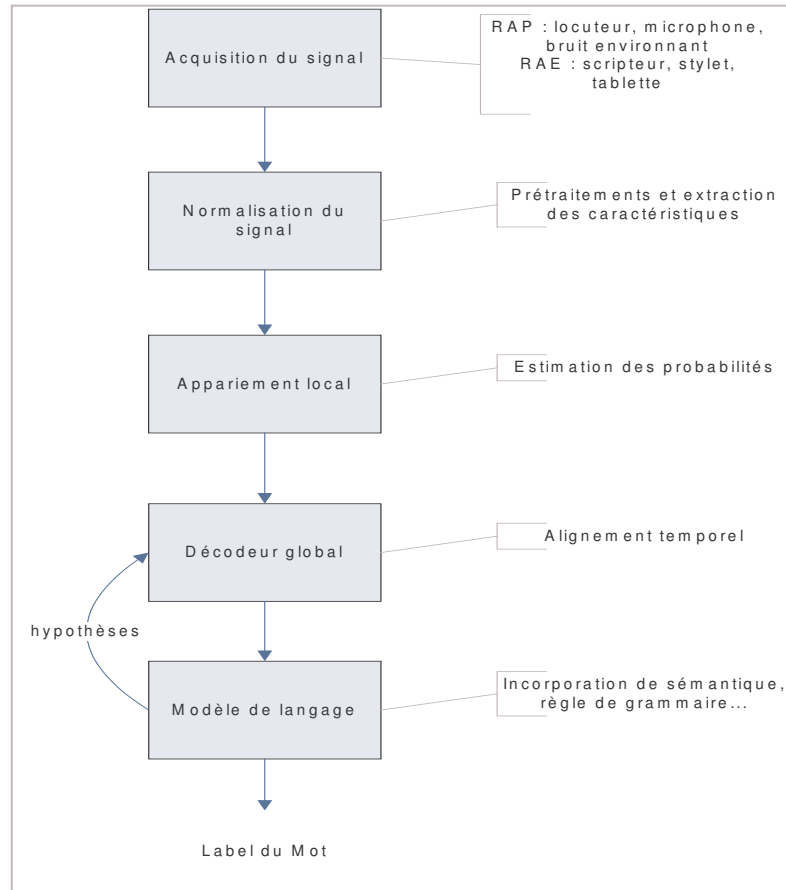 Acquisition du signal
RAP : locuteur, microphone,
bruit environnant
RAE : scripteur, stylet,
tablette
Normalisation du
signal
Prétraitements et extraction
des caractéristiques
Appariement local
Estimation des probabilités
Décodeur global
Alignement temporel
hypothèses
Modèle de langage
Incorporation de sémantique,
règle de grammaire...
Label du Mot